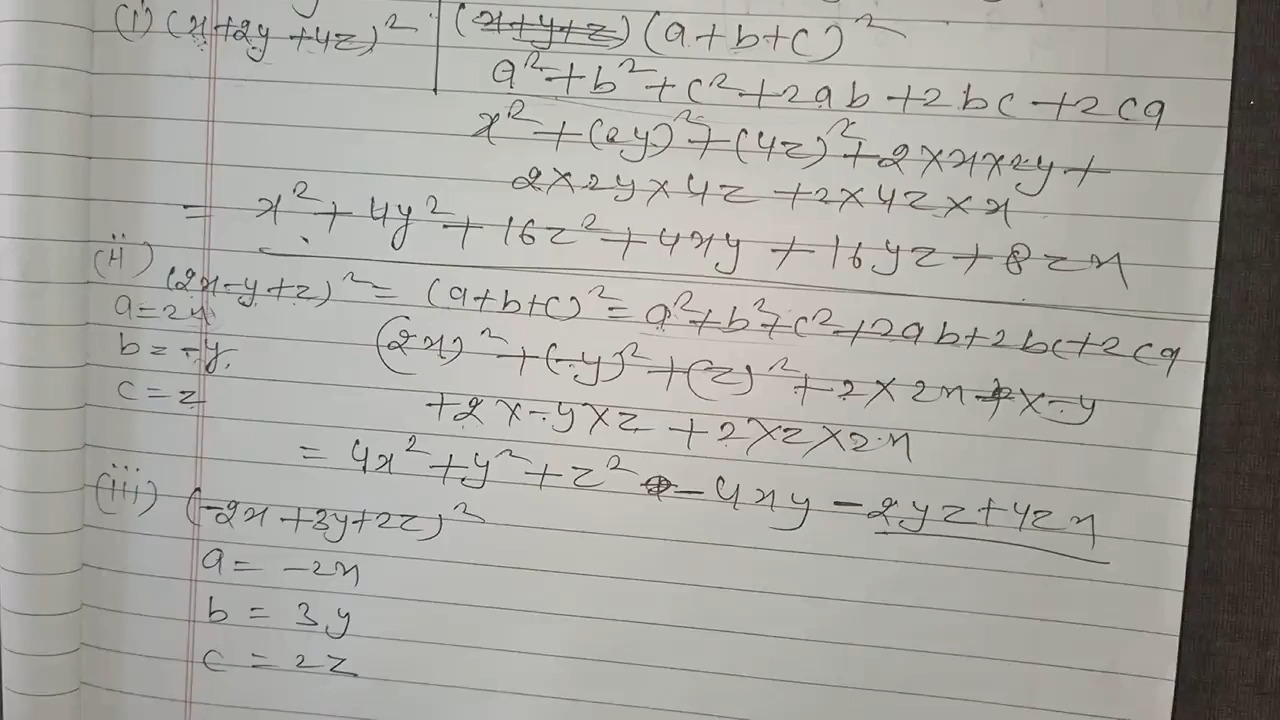 (i) (x+2y+4z)² (x+y+z) (a+b+c)²
a²+b²+c²+2ab+2bc+2ca
x²+(2y)²+(4z)²+2×x×2y+
2×2y×4z+2×4z×x
= x²+4y²+16z²+4xy+16yz+8zx
(ii) (2x-y+z)² = (a+b+c)² = a²+b²+c²+2ab+2bc+2ca
a=2x
(2x)²+(-y)²+(z)²+2×2x×-y
b=-y
+2×-y×z+2×z×2x
c=z
= 4x²+y²+z²-4xy-2yz+4zx
(iii) (-2x+3y+2z)²
a=-2x
b=3y
c=2z